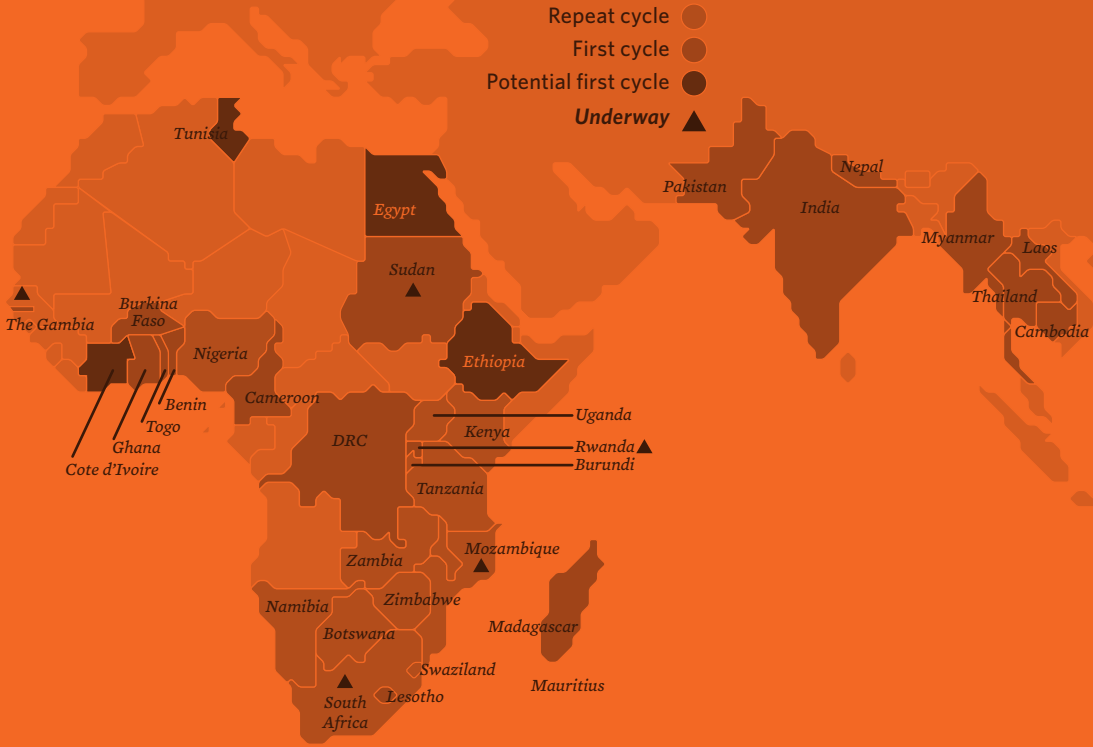 Repeat cycle
First cycle
Potential first cycle
Underway
Tunisia
Nepal
Pakistan
Egypt
India
Myanmar
Laos
Sudan
Thailand
Burkina
Faso
The Gambia
Cambodia
Nigeria
Ethiopia
Cameroon
Benin
Uganda
Togo
Kenya
DRC
Ghana
Rwanda
Cote d'Ivoire
Burundi
Tanzania
Mozambique
Zambia
Namibia
Zimbabwe
Madagascar
Botswana
Swaziland
Mauritius
Lesotho
South
Africa